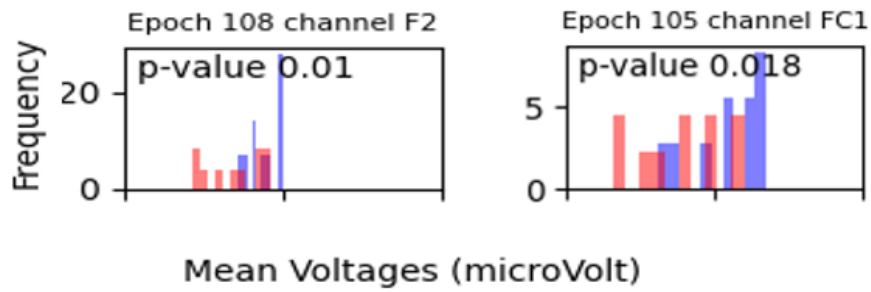 Epoch 108 channel F2
Epoch 105 channel FC1
Frequency
p-value 0.01
20
0
p-value 0.018
5
0
Mean Voltages (microVolt)